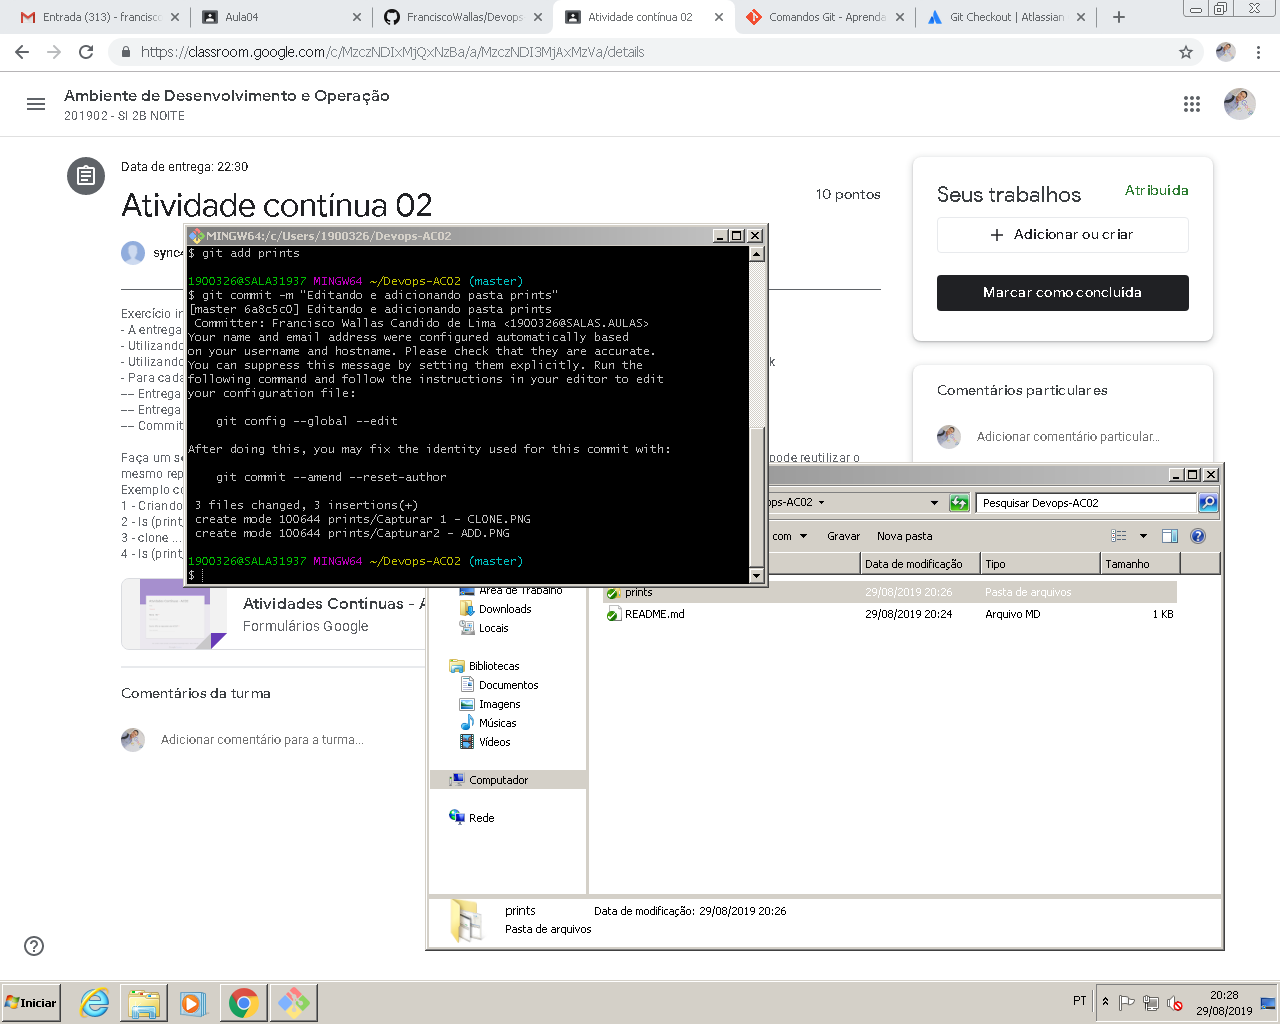 Entrada (313) - francisco
Aula04
FranciscoWallas/Devops
Atividade contínua 02
Comandos Git - Aprenda
Git Checkout | Atlassian
https://classroom.google.com/c/MzczNDIxMjQxNzBa/a/MzczNDI3MjAxMzVa/details
Ambiente de Desenvolvimento e Operação
201902 - SI 2B NOITE
Data de entrega: 22:30
Atividade contínua 02
10 pontos
Seus trabalhos
Atribuída
Adicionar ou criar
Marcar como concluída
Comentários particulares
Adicionar comentário particular...
MINGW64:/c/Users/1900326/Devops-AC02
$ git add prints
1900326@SALA31937 MINGW64 ~/Devops-AC02 (master)
$ git commit -m "Editando e adicionando pasta prints"
[master 6a8c5c0] Editando e adicionando pasta prints
Committer: Francisco Wallas Candido de Lima <1900326@SALAS.AULAS>
Your name and email address were configured automatically based
on your username and hostname. Please check that they are accurate.
You can suppress this message by setting them explicitly. Run the
following command and follow the instructions in your editor to edit
your configuration file:
git config --global --edit
After doing this, you may fix the identity used for this commit with:
git commit --amend --reset-author
3 files changed, 3 insertions(+)
create mode 100644 prints/Capturar 1 - CLONE.PNG
create mode 100644 prints/Capturar2 - ADD.PNG
1900326@SALA31937 MINGW64 ~/Devops-AC02 (master)
$
Exercício in
- A entrega
- Utilizando
- Utilizando
k
- Para cada
-- Entrega
-- Entrega
-- Commit
Faça um se
pode reutilizar o
mesmo rep
Exemplo co
1 - Criando
2 - ls (print
3 - clone ...
4 - ls (print
Atividades Contínuas - A
Formulários Google
Comentários da turma
Adicionar comentário para a turma...
ps-AC02
Pesquisar Devops-AC02
com
Gravar
Nova pasta
Data de modificação
Tipo
Tamanho
Área de Trabalho
Downloads
Locais
Bibliotecas
Documentos
Imagens
Músicas
Vídeos
Computador
Rede
prints 29/08/2019 20:26 Pasta de arquivos
README.md 29/08/2019 20:24 Arquivo MD 1 KB
prints Data de modificação: 29/08/2019 20:26
Pasta de arquivos
Iniciar
PT
20:28
29/08/2019